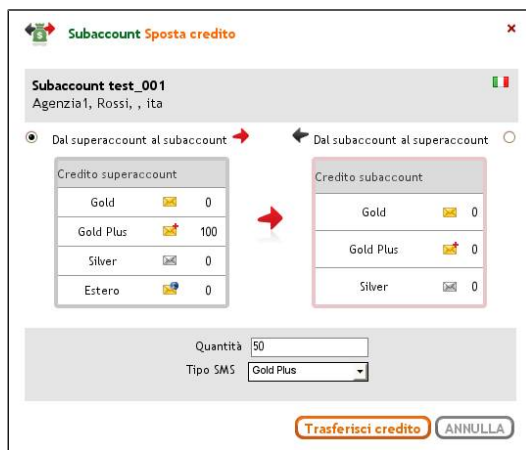 Subaccount Sposta credito
Subaccount test_001
Agenzia1, Rossi, , ita
Dal superaccount al subaccount
Dal subaccount al superaccount
Credito superaccount
Gold 0
Gold Plus 100
Silver 0
Estero 0
Credito subaccount
Gold 0
Gold Plus 0
Silver 0
Quantità 50
Tipo SMS Gold Plus
Trasferisci credito ANNULLA